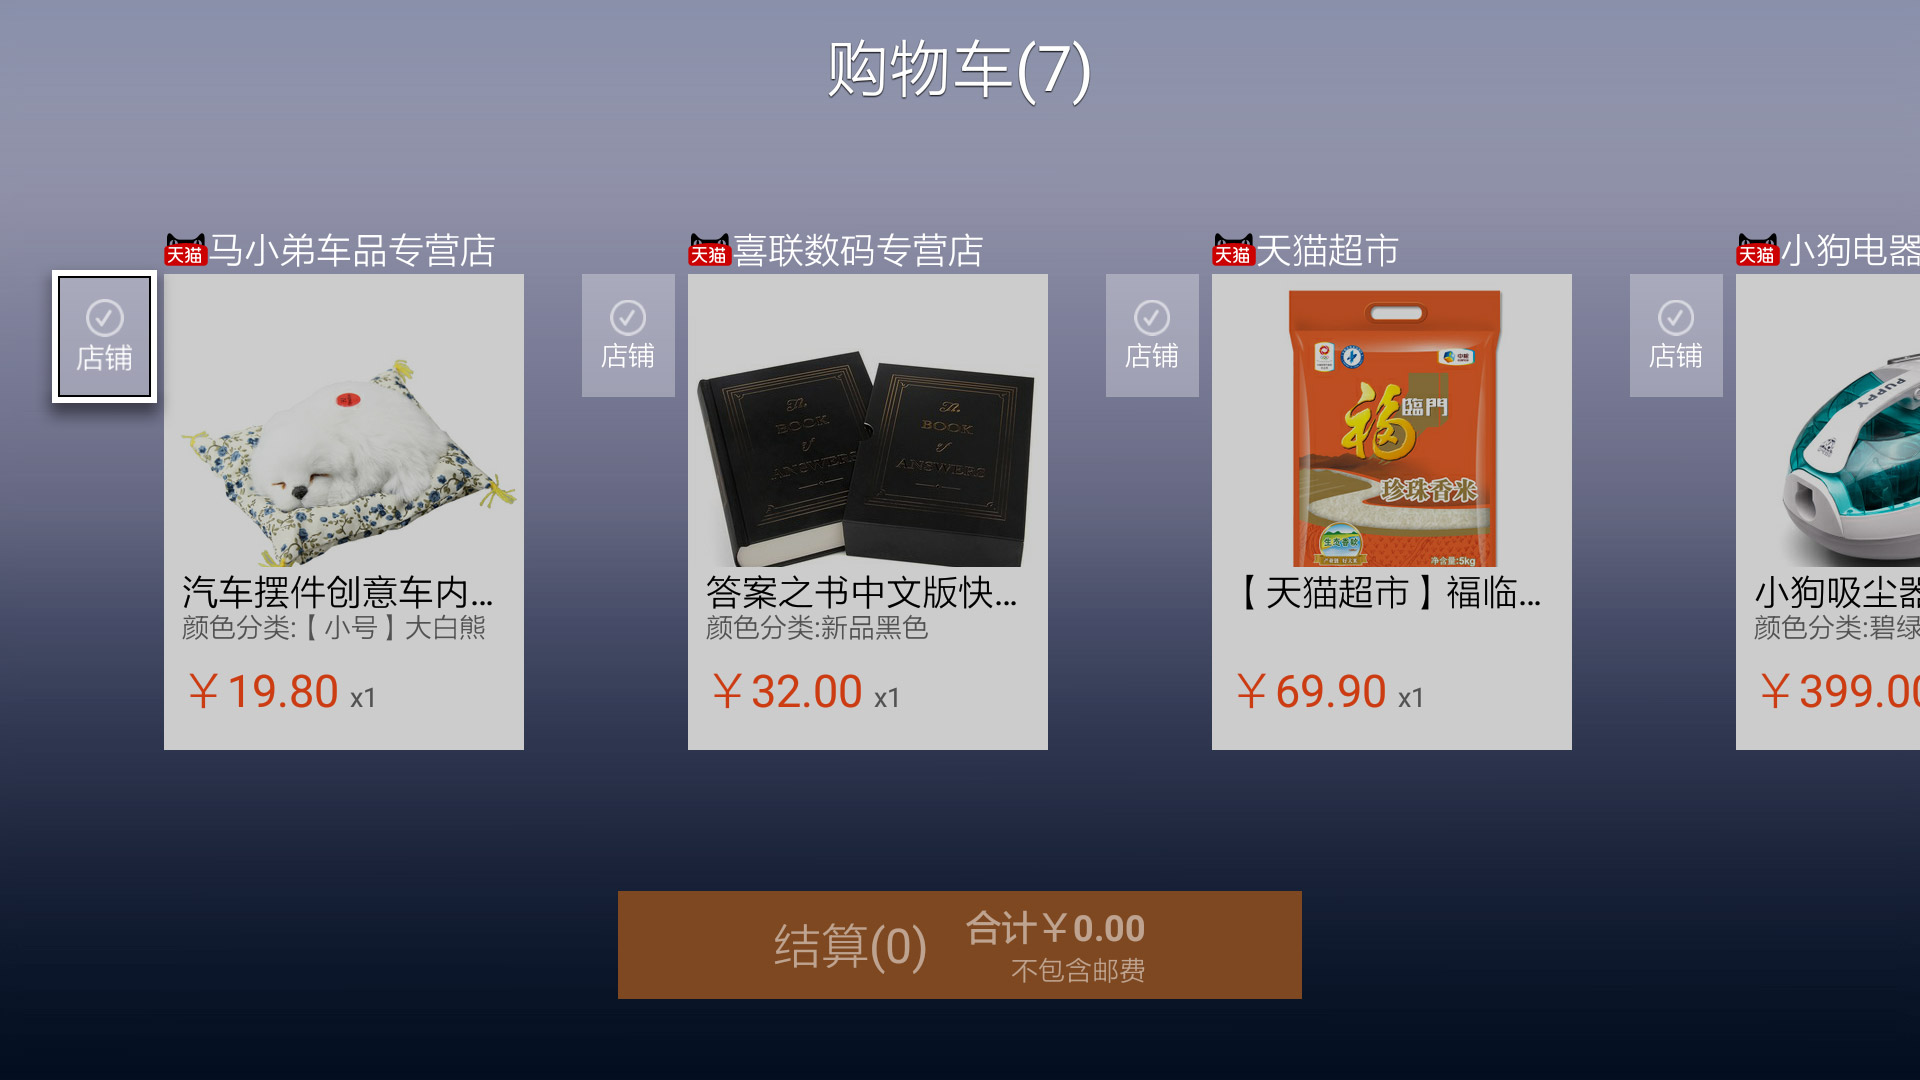 购物车(7)
天猫 马小弟车品专营店
店铺
汽车摆件创意车内...
颜色分类:【小号】大白熊
￥19.80 x1
天猫 喜联数码专营店
店铺
The
BOOK
of
ANSWERS
The
BOOK
of
ANSWERS
答案之书中文版快...
颜色分类:新品黑色
￥32.00 x1
天猫 天猫超市
店铺
中粮
福
臨門
珍珠香米
净含量:5kg
【天猫超市】福临...
￥69.90 x1
天猫 小狗电器
店铺
PUPPY
小狗吸尘器
颜色分类:碧绿
￥399.00
结算(0)
合计￥0.00
不包含邮费